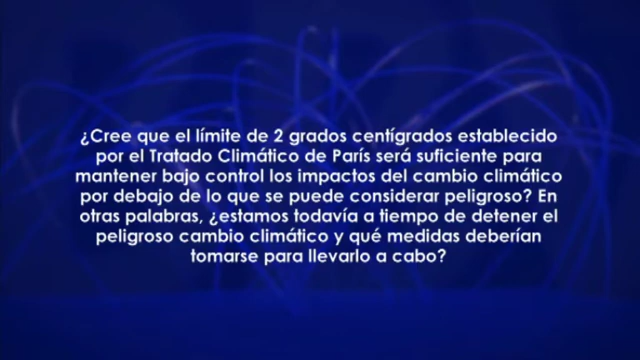 ¿Cree que el límite de 2 grados centígrados establecido
por el Tratado Climático de París será suficiente para
mantener bajo control los impactos del cambio climático
por debajo de lo que se puede considerar peligroso? En
otras palabras, ¿estamos todavía a tiempo de detener el
peligroso cambio climático y qué medidas deberían
tomarse para llevarlo a cabo?